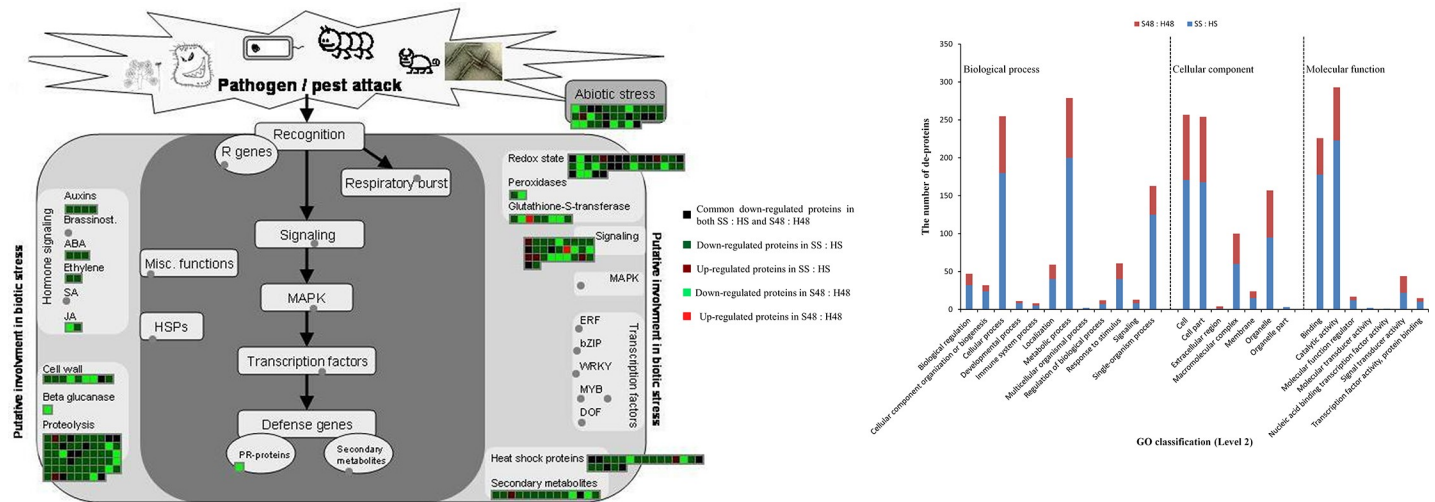 Pathogen / pest attack
Abiotic stress
Recognition
R genes
Respiratory burst
Signaling
Misc. functions
MAPK
HSPs
Transcription factors
Defense genes
PR-proteins
Secondary
metabolites
Putative involvment in biotic stress
Hormone signaling
Auxins
Brassinost.
ABA
Ethylene
SA
JA
Cell wall
Beta glucanase
Proteolysis
Redox state
Peroxidases
Glutathione-S-transferase
Signaling
MAPK
ERF
bZIP
WRKY
MYB
DOF
Transcription factors
Putative involvment in biotic stress
Heat shock proteins
Secondary metabolites
Common down-regulated proteins in
both SS : HS and S48 : H48
Down-regulated proteins in SS : HS
Up-regulated proteins in SS : HS
Down-regulated proteins in S48 : H48
Up-regulated proteins in S48 : H48
S48 : H48
SS : HS
The number of de-proteins
350
300
250
200
150
100
50
0
Biological process
Cellular component
Molecular function
Biological regulation
Cellular component organization or biogenesis
Cellular process
Developmental process
Immune system process
Localization
Metabolic process
Multicellular organismal process
Regulation of biological process
Response to stimulus
Signaling
Single-organism process
Cell
Cell part
Extracellular region
Macromolecular complex
Membrane
Organelle
Organelle part
Binding
Catalytic activity
Molecular function regulator
Molecular transducer activity
Nucleic acid binding transcription factor activity
Signal transducer activity
Transcription factor activity, protein binding
GO classification (Level 2)